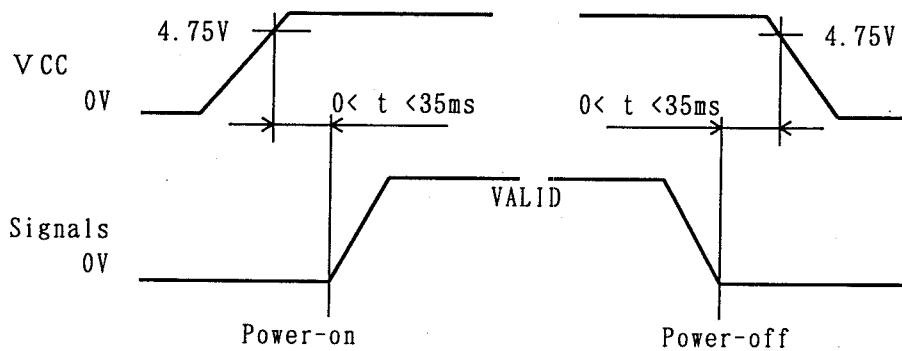 4.75V
4.75V
VCC
0V
0< t <35ms
0< t <35ms
VALID
Signals
0V
Power-on
Power-off